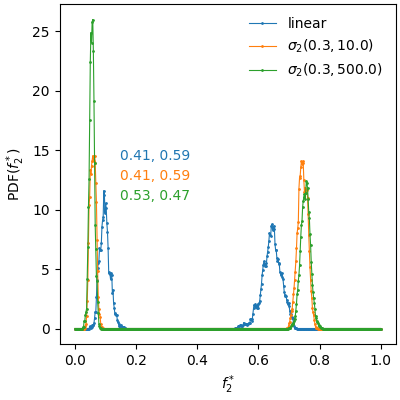 linear
σ₂(0.3, 10.0)
σ₂(0.3, 500.0)
0.41, 0.59
0.41, 0.59
0.53, 0.47
PDF(f₂*)
25
20
15
10
5
0
0.0 0.2 0.4 0.6 0.8 1.0
f₂*